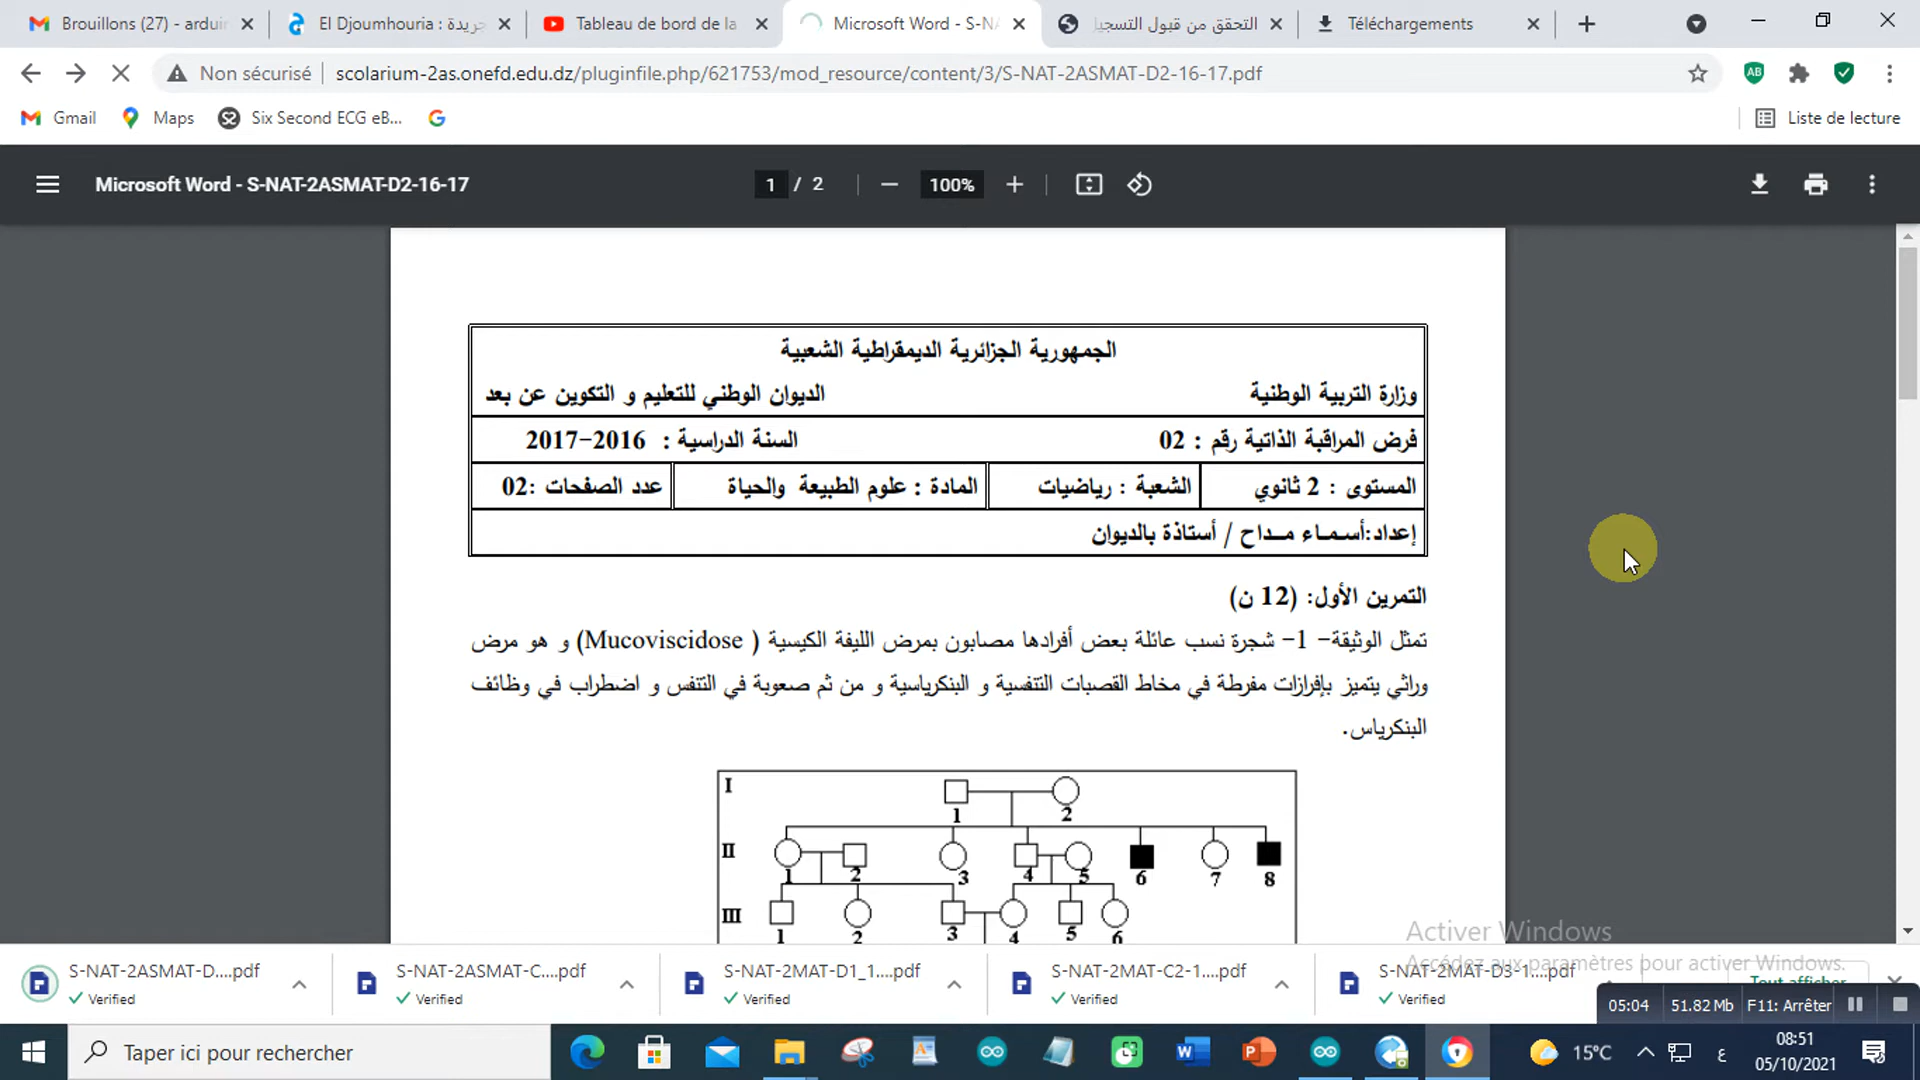 Brouillons (27) - arduin
El Djoumhouria : جريدة
Tableau de bord de la
Microsoft Word - S-NA
التحقق من قبول التسجيل
Téléchargements
Non sécurisé
scolarium-2as.onefd.edu.dz/pluginfile.php/621753/mod_resource/content/3/S-NAT-2ASMAT-D2-16-17.pdf
Gmail
Maps
Six Second ECG eB...
Liste de lecture
Microsoft Word - S-NAT-2ASMAT-D2-16-17
1 / 2
100%
الجمهورية الجزائرية الديمقراطية الشعبية
وزارة التربية الوطنية
الديوان الوطني للتعليم و التكوين عن بعد
فرض المراقبة الذاتية رقم : 02
السنة الدراسية : 2016-2017
المستوى : 2 ثانوي
الشعبة : رياضيات
المادة : علوم الطبيعة والحياة
عدد الصفحات :02
إعداد:أسماء مداح / أستاذة بالديوان
التمرين الأول: (12 ن)
تمثل الوثيقة- 1- شجرة نسب عائلة بعض أفرادها مصابون بمرض الليفة الكيسية ( Mucoviscidose) و هو مرض
وراثي يتميز بإفرازات مفرطة في مخاط القصبات التنفسية و البنكرياسية و من ثم صعوبة في التنفس و اضطراب في وظائف
البنكرياس.
I
1 2
II
1 2 3 4 5 6 7 8
III
1 2 3 4 5 6
Activer Windows
Accédez aux paramètres pour activer Windows.
S-NAT-2ASMAT-D....pdf
Verified
S-NAT-2ASMAT-C....pdf
Verified
S-NAT-2MAT-D1_1....pdf
Verified
S-NAT-2MAT-C2-1....pdf
Verified
S-NAT-2MAT-D3-1....pdf
Verified
Tout afficher
05:04
51.82 Mb
F11: Arrêter
Taper ici pour rechercher
15°C
ع
08:51
05/10/2021